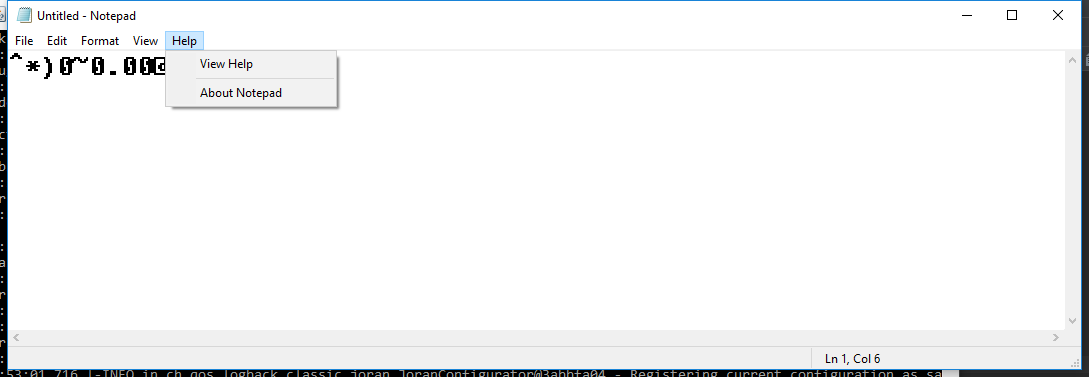 Untitled - Notepad
File Edit Format View Help
^*)0~0.00
View Help
About Notepad
Ln 1, Col 6
:53:01,716 |-INFO in ch.qos.logback.classic.joran.JoranConfigurator@3abbfa04 - Registering current configuration as sa